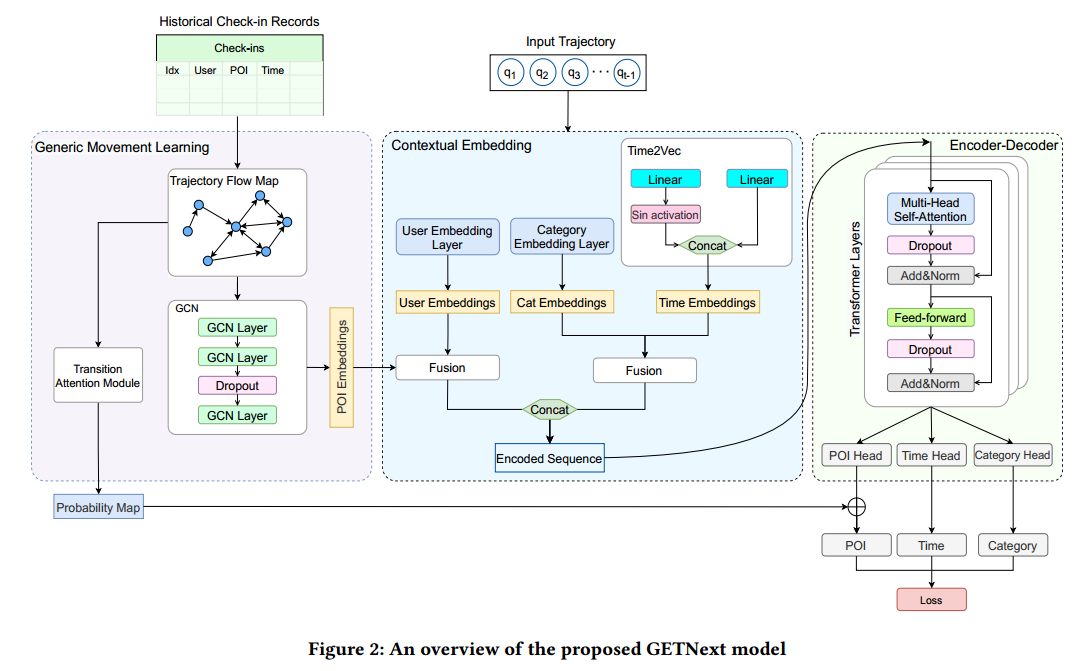 Historical Check-in Records
Check-ins
Idx User POI Time
Input Trajectory
q1 q2 q3 ··· qt-1
Generic Movement Learning
Trajectory Flow Map
GCN
GCN Layer
GCN Layer
Dropout
GCN Layer
Transition
Attention Module
POI Embeddings
Probability Map
Contextual Embedding
Time2Vec
Linear
Linear
Sin activation
Concat
User Embedding
Layer
Category
Embedding Layer
User Embeddings
Cat Embeddings
Time Embeddings
Fusion
Fusion
Concat
Encoded Sequence
Encoder-Decoder
Transformer Layers
Multi-Head
Self-Attention
Dropout
Add&Norm
Feed-forward
Dropout
Add&Norm
POI Head
Time Head
Category Head
POI
Time
Category
Loss
Figure 2: An overview of the proposed GETNext model